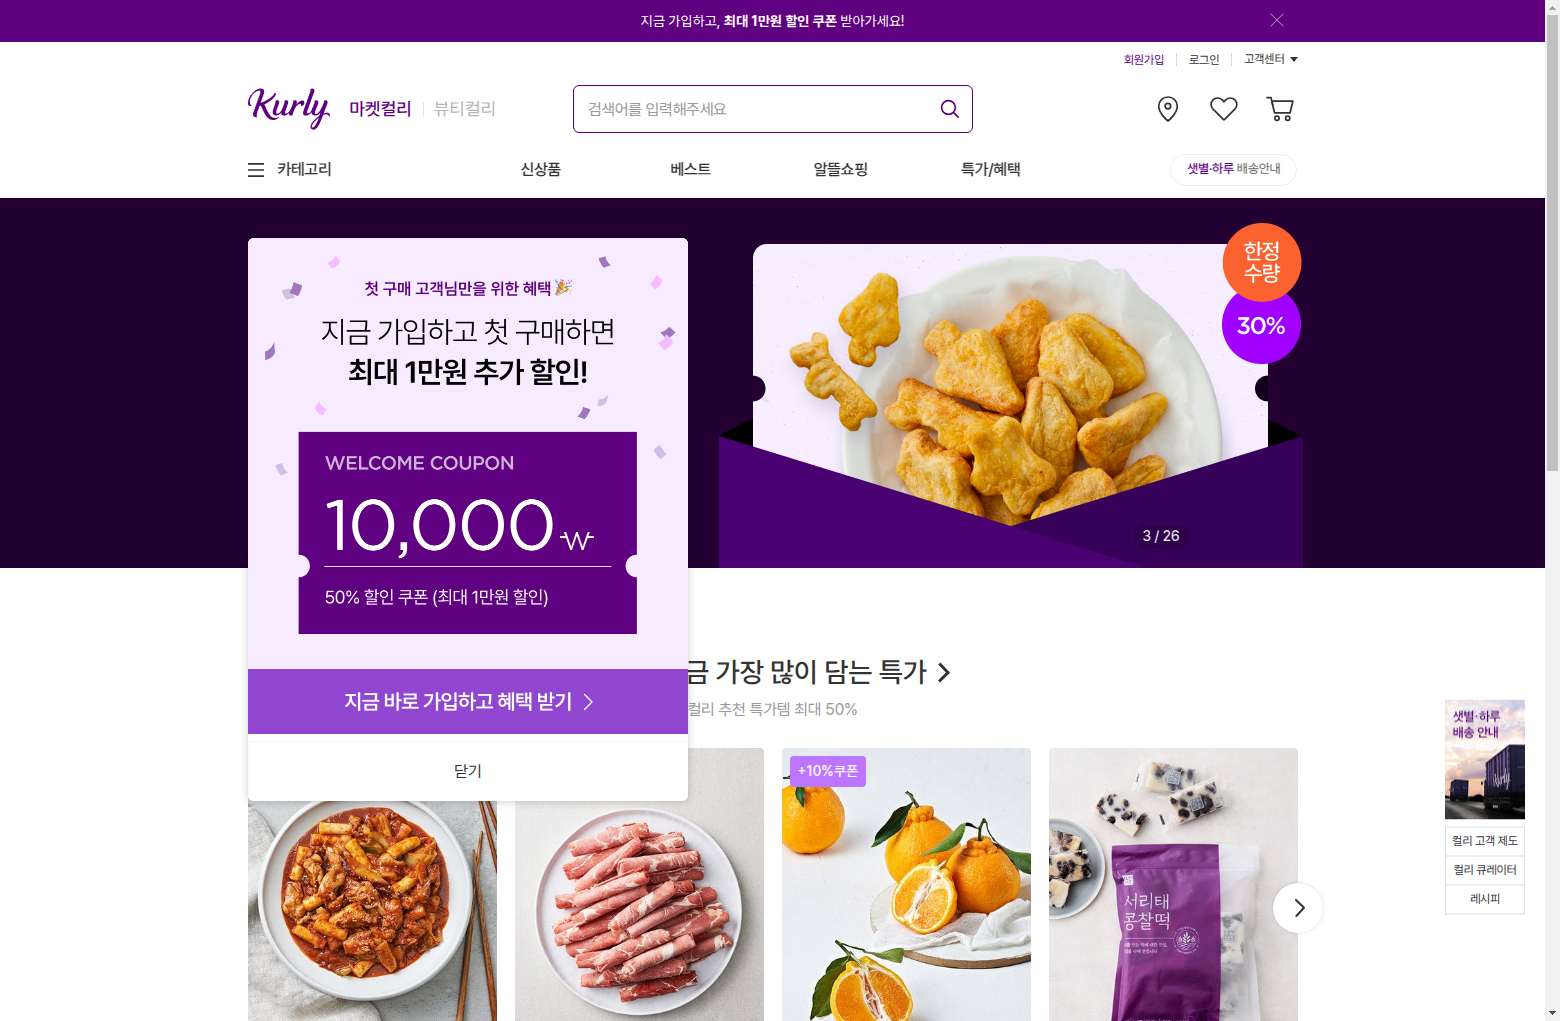 지금 가입하고, 최대 1만원 할인 쿠폰 받아가세요!
회원가입
로그인
고객센터
Kurly
마켓컬리
뷰티컬리
검색어를 입력해주세요
카테고리
신상품
베스트
알뜰쇼핑
특가/혜택
샛별·하루 배송안내
첫 구매 고객님만을 위한 혜택
지금 가입하고 첫 구매하면
최대 1만원 추가 할인!
WELCOME COUPON
10,000₩
50% 할인 쿠폰 (최대 1만원 할인)
지금 바로 가입하고 혜택 받기
닫기
한정
수량
30%
3 / 26
금 가장 많이 담는 특가
컬리 추천 특가템 최대 50%
+10%쿠폰
서리태
콩찰떡
샛별·하루
배송 안내
Kurly
컬리 고객 제도
컬리 큐레이터
레시피